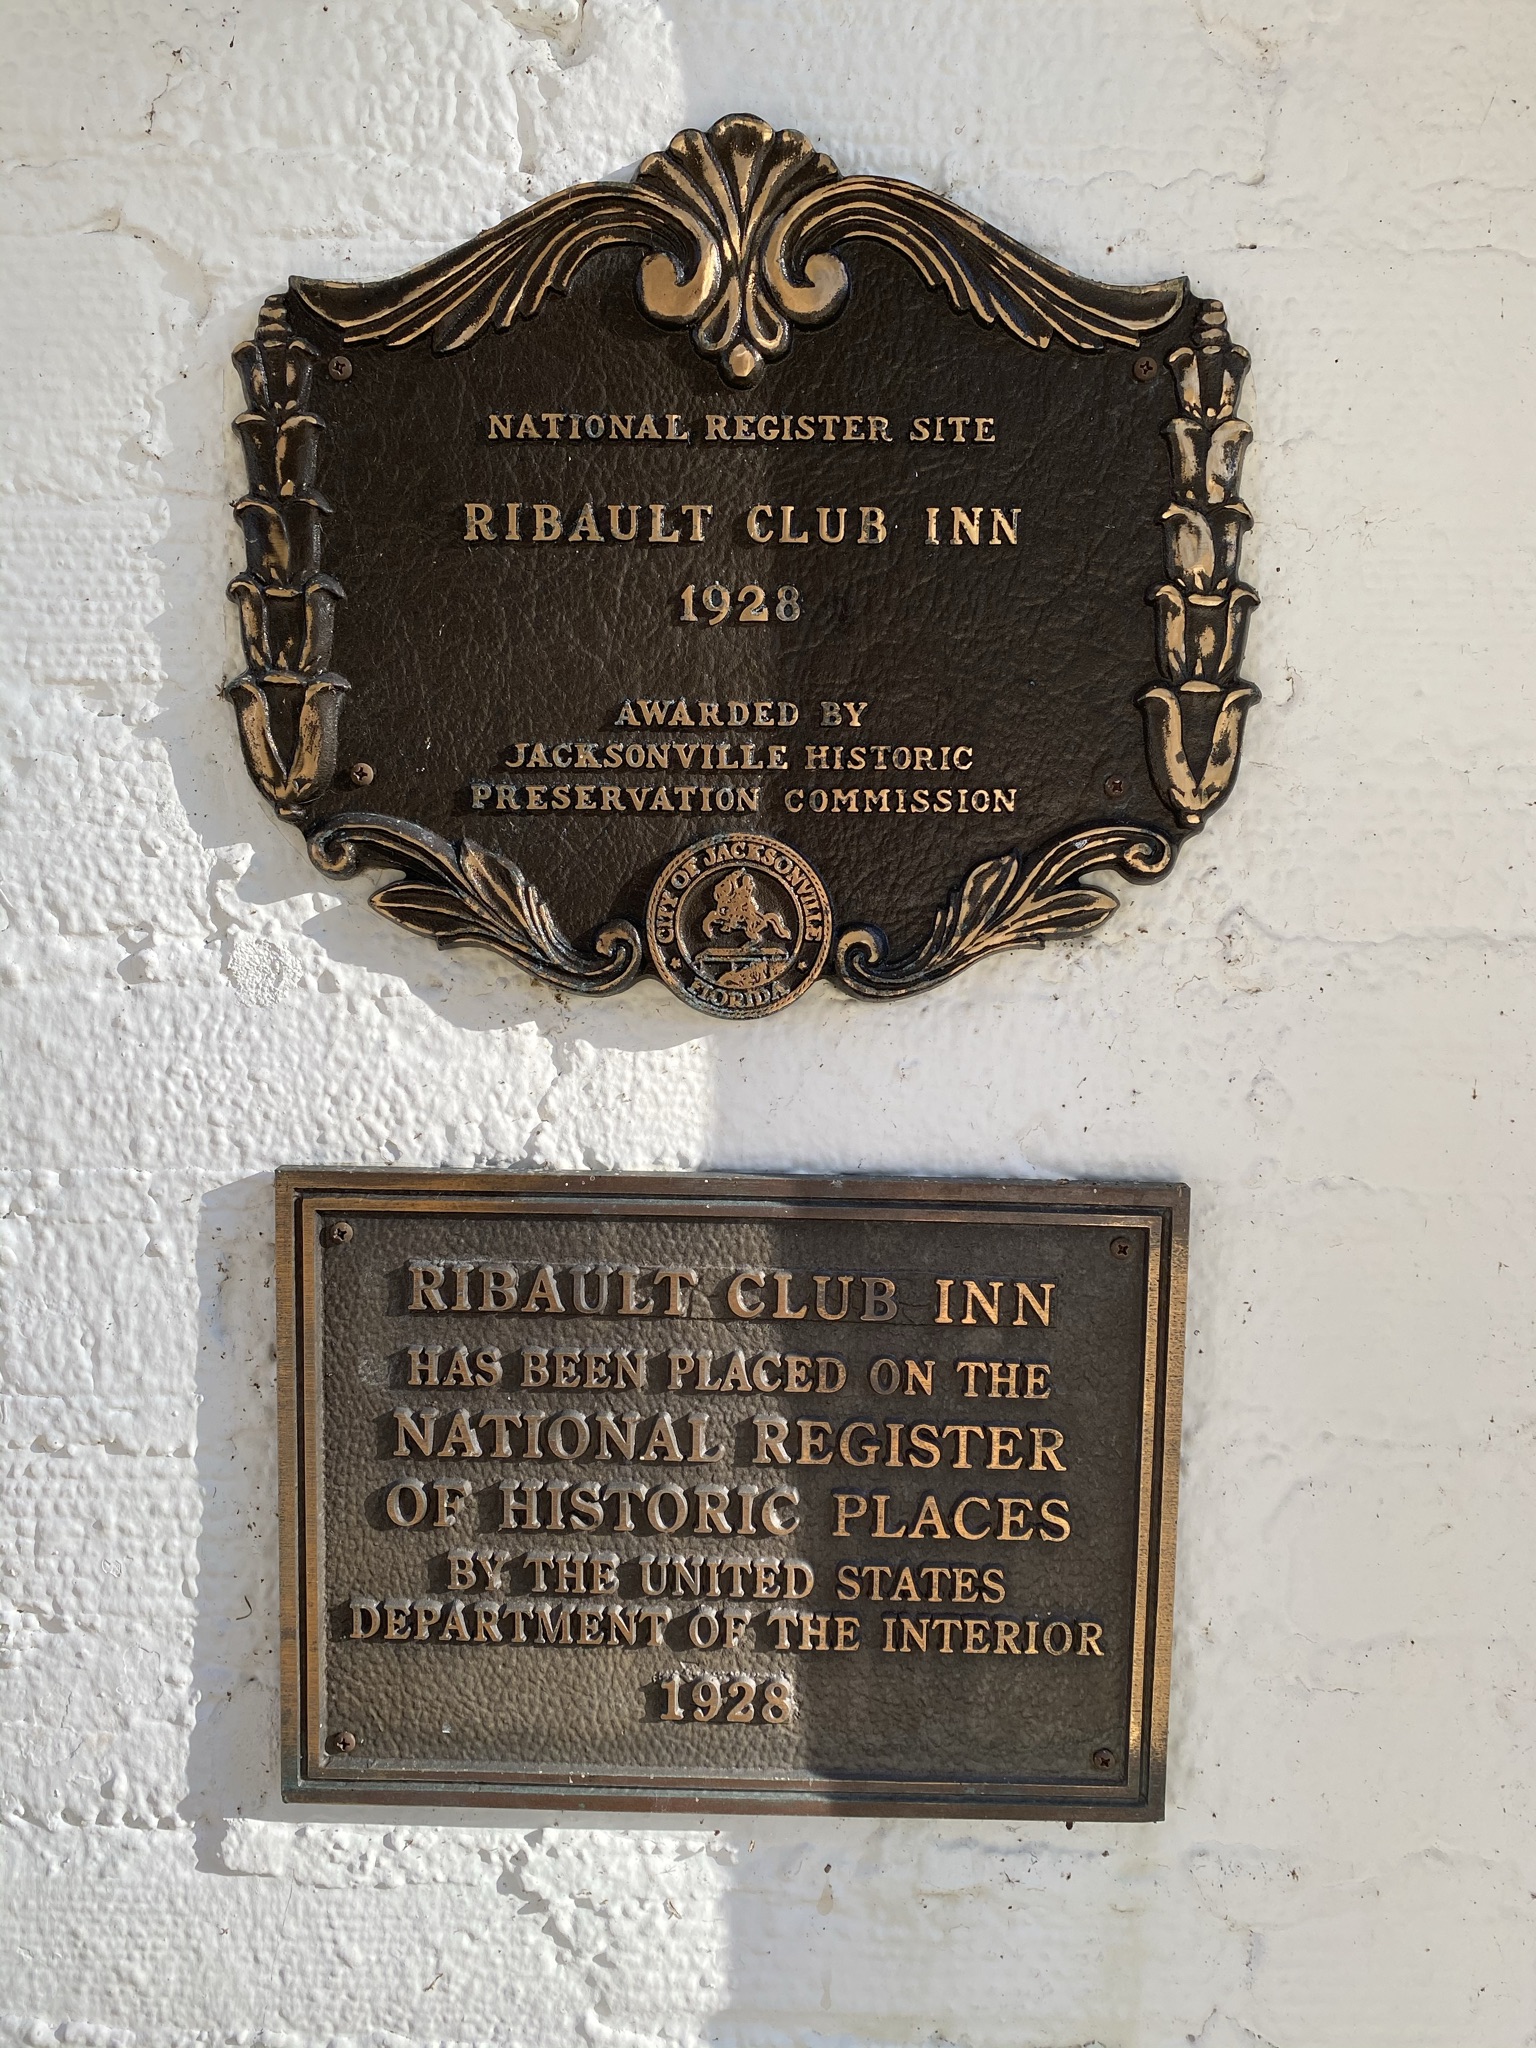 NATIONAL REGISTER SITE
RIBAULT CLUB INN
1928
AWARDED BY
JACKSONVILLE HISTORIC
PRESERVATION COMMISSION
CITY OF JACKSONVILLE
FLORIDA
RIBAULT CLUB INN
HAS BEEN PLACED ON THE
NATIONAL REGISTER
OF HISTORIC PLACES
BY THE UNITED STATES
DEPARTMENT OF THE INTERIOR
1928